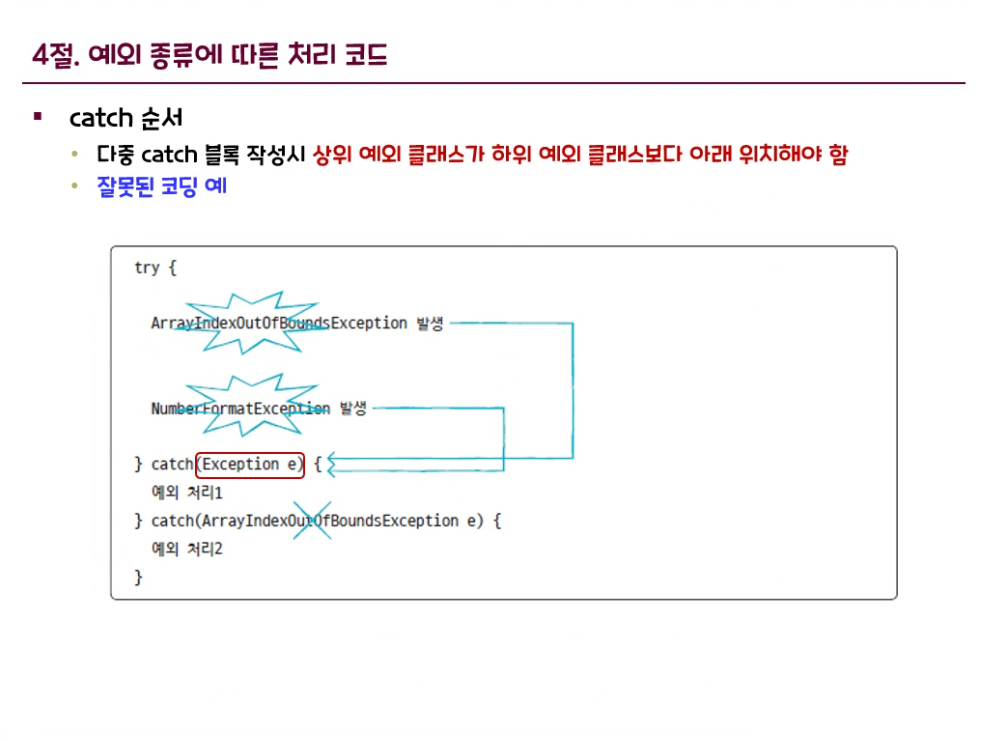 4절. 예외 종류에 따른 처리 코드
catch 순서
다중 catch 블록 작성시 상위 예외 클래스가 하위 예외 클래스보다 아래 위치해야 함
잘못된 코딩 예
try {
ArrayIndexOutOfBoundsException 발생
NumberFormatException 발생
} catch(Exception e) {
예외 처리1
} catch(ArrayIndexOutOfBoundsException e) {
예외 처리2
}